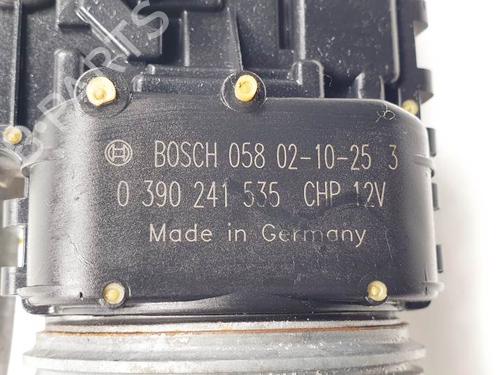 BOSCH 058 02-10-25 3
0 390 241 535 CHP 12V
Made in Germany